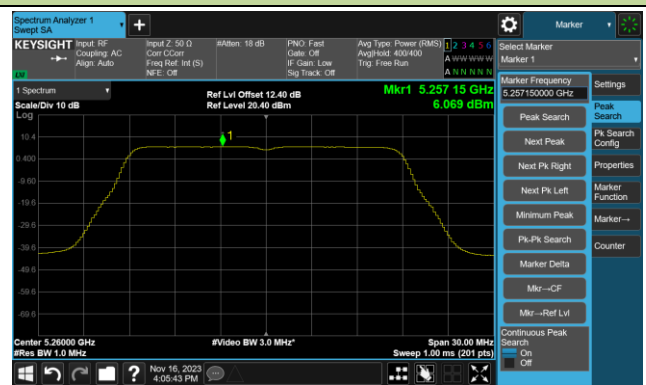 Spectrum Analyzer 1
Swept SA
Marker
KEYSIGHT
Input: RF
Coupling: AC
Align: Auto
Input Z: 50 Ω
Corr CCorr
Freq Ref: Int (S)
NFE: Off
#Atten: 18 dB
PNO: Fast
Gate: Off
IF Gain: Low
Sig Track: Off
Avg Type: Power (RMS)
Avg|Hold: 400/400
Trig: Free Run
1 2 3 4 5 6
A W W W W W
A N N N N N
Select Marker
Marker 1
LW
1 Spectrum
Scale/Div 10 dB
Log
Ref Lvl Offset 12.40 dB
Ref Level 20.40 dBm
Mkr1 5.257 15 GHz
6.069 dBm
10.4
0.400
-9.60
-19.6
-29.6
-39.6
-49.6
-59.6
-69.6
1
Center 5.26000 GHz
#Res BW 1.0 MHz
#Video BW 3.0 MHz*
Span 30.00 MHz
Sweep 1.00 ms (201 pts)
Marker Frequency
5.257150000 GHz
Peak Search
Next Peak
Next Pk Right
Next Pk Left
Minimum Peak
Pk-Pk Search
Marker Delta
Mkr→CF
Mkr→Ref Lvl
Continuous Peak
Search
On
Off
Settings
Peak
Search
Pk Search
Config
Properties
Marker
Function
Marker→
Counter
Nov 16, 2023
4:05:43 PM